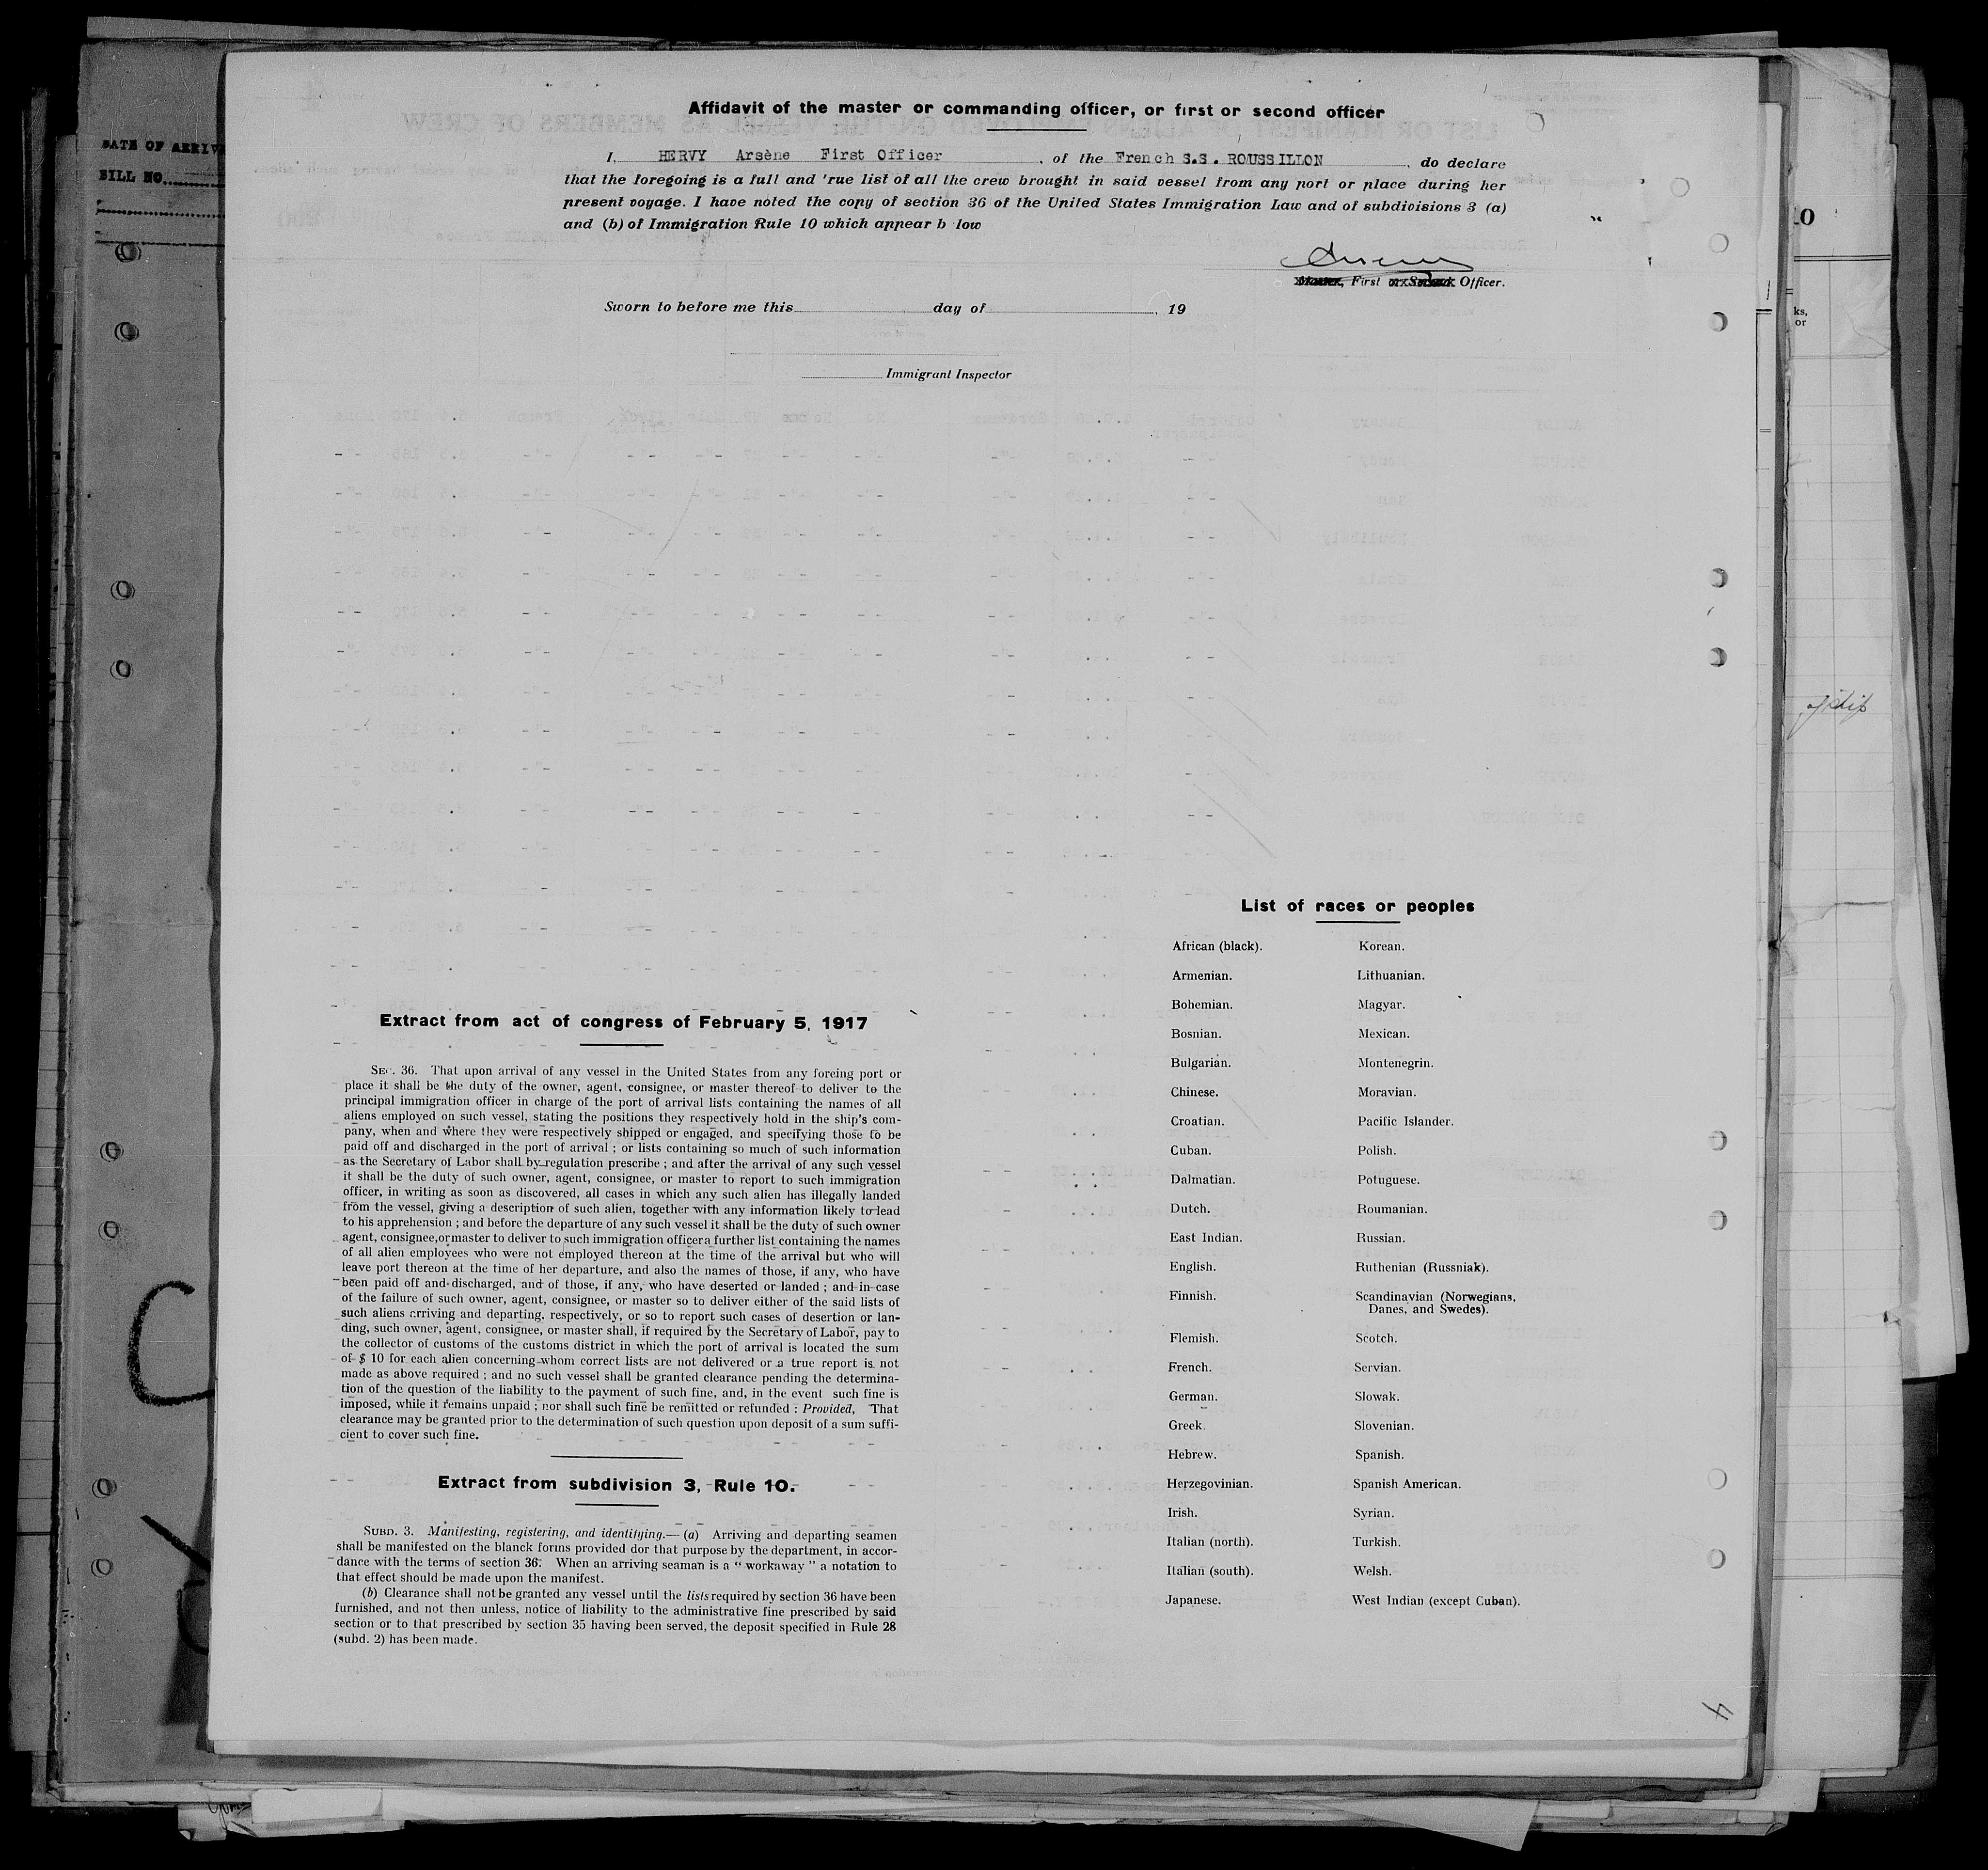 DATE OF ARRIV
BILL NO.
Affidavit of the master or commanding officer, or first or second officer
I, HERVY Arsène First Officer, of the French S.S. ROUSSILLON, do declare
that the foregoing is a full and 'rue list of all the crew brought in said vessel from any port or place during her
present voyage. I have noted the copy of section 36 of the United States Immigration Law and of subdivisions 3 (a)
and (b) of Immigration Rule 10 which appear b low
Master, First or Second Officer.
Sworn to before me this day of , 19
Immigrant Inspector
Extract from act of congress of February 5, 1917
SEC. 36. That upon arrival of any vessel in the United States from any foreing port or
place it shall be the duty of the owner, agent, consignee, or master thereof to deliver to the
principal immigration officer in charge of the port of arrival lists containing the names of all
aliens employed on such vessel, stating the positions they respectively hold in the ship's com-
pany, when and where they were respectively shipped or engaged, and specifying those to be
paid off and discharged in the port of arrival ; or lists containing so much of such information
as the Secretary of Labor shall by regulation prescribe ; and after the arrival of any such vessel
it shall be the duty of such owner, agent, consignee, or master to report to such immigration
officer, in writing as soon as discovered, all cases in which any such alien has illegally landed
from the vessel, giving a description of such alien, together with any information likely to lead
to his apprehension ; and before the departure of any such vessel it shall be the duty of such owner
agent, consignee, or master to deliver to such immigration officer a further list containing the names
of all alien employees who were not employed thereon at the time of the arrival but who will
leave port thereon at the time of her departure, and also the names of those, if any, who have
been paid off and discharged, and of those, if any, who have deserted or landed ; and in case
of the failure of such owner, agent, consignee, or master so to deliver either of the said lists of
such aliens arriving and departing, respectively, or so to report such cases of desertion or lan-
ding, such owner, agent, consignee, or master shall, if required by the Secretary of Labor, pay to
the collector of customs of the customs district in which the port of arrival is located the sum
of $ 10 for each alien concerning whom correct lists are not delivered or a true report is not
made as above required ; and no such vessel shall be granted clearance pending the determina-
tion of the question of the liability to the payment of such fine, and, in the event such fine is
imposed, while it remains unpaid ; nor shall such fine be remitted or refunded : Provided, That
clearance may be granted prior to the determination of such question upon deposit of a sum suffi-
cient to cover such fine.
Extract from subdivision 3, Rule 10.
SUBD. 3. Manifesting, registering, and identifying.— (a) Arriving and departing seamen
shall be manifested on the blanck forms provided dor that purpose by the department, in accor-
dance with the terms of section 36. When an arriving seaman is a “ workaway ” a notation to
that effect should be made upon the manifest.
(b) Clearance shall not be granted any vessel until the lists required by section 36 have been
furnished, and not then unless, notice of liability to the administrative fine prescribed by said
section or to that prescribed by section 35 having been served, the deposit specified in Rule 28
(subd. 2) has been made.
List of races or peoples
African (black). Korean.
Armenian. Lithuanian.
Bohemian. Magyar.
Bosnian. Mexican.
Bulgarian. Montenegrin.
Chinese. Moravian.
Croatian. Pacific Islander.
Cuban. Polish.
Dalmatian. Potuguese.
Dutch. Roumanian.
East Indian. Russian.
English. Ruthenian (Russniak).
Finnish. Scandinavian (Norwegians,
Danes, and Swedes).
Flemish. Scotch.
French. Servian.
German. Slowak.
Greek. Slovenian.
Hebrew. Spanish.
Herzegovinian. Spanish American.
Irish. Syrian.
Italian (north). Turkish.
Italian (south). Welsh.
Japanese. West Indian (except Cuban).
4
ks,
or